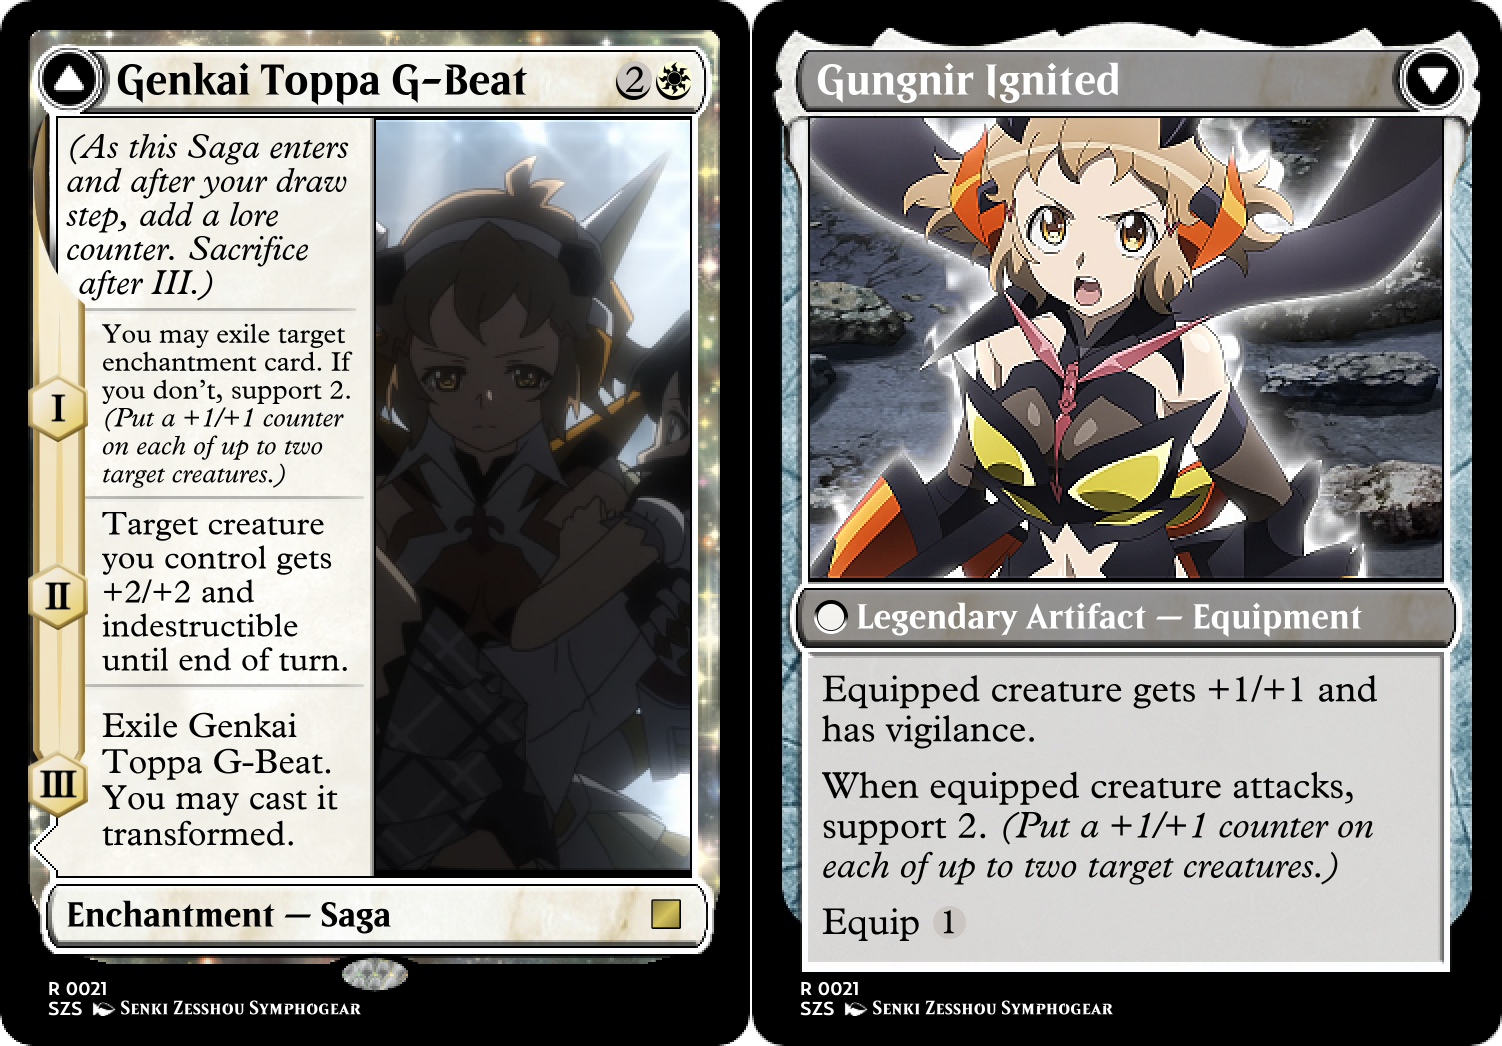 Genkai Toppa G-Beat 2
(As this Saga enters
and after your draw
step, add a lore
counter. Sacrifice
after III.)
I
You may exile target
enchantment card. If
you don't, support 2.
(Put a +1/+1 counter
on each of up to two
target creatures.)
II
Target creature
you control gets
+2/+2 and
indestructible
until end of turn.
III
Exile Genkai
Toppa G-Beat.
You may cast it
transformed.
Enchantment — Saga
R 0021
SZS Senki Zesshou Symphogear
Gungnir Ignited
Legendary Artifact — Equipment
Equipped creature gets +1/+1 and
has vigilance.
When equipped creature attacks,
support 2. (Put a +1/+1 counter on
each of up to two target creatures.)
Equip 1
R 0021
SZS Senki Zesshou Symphogear